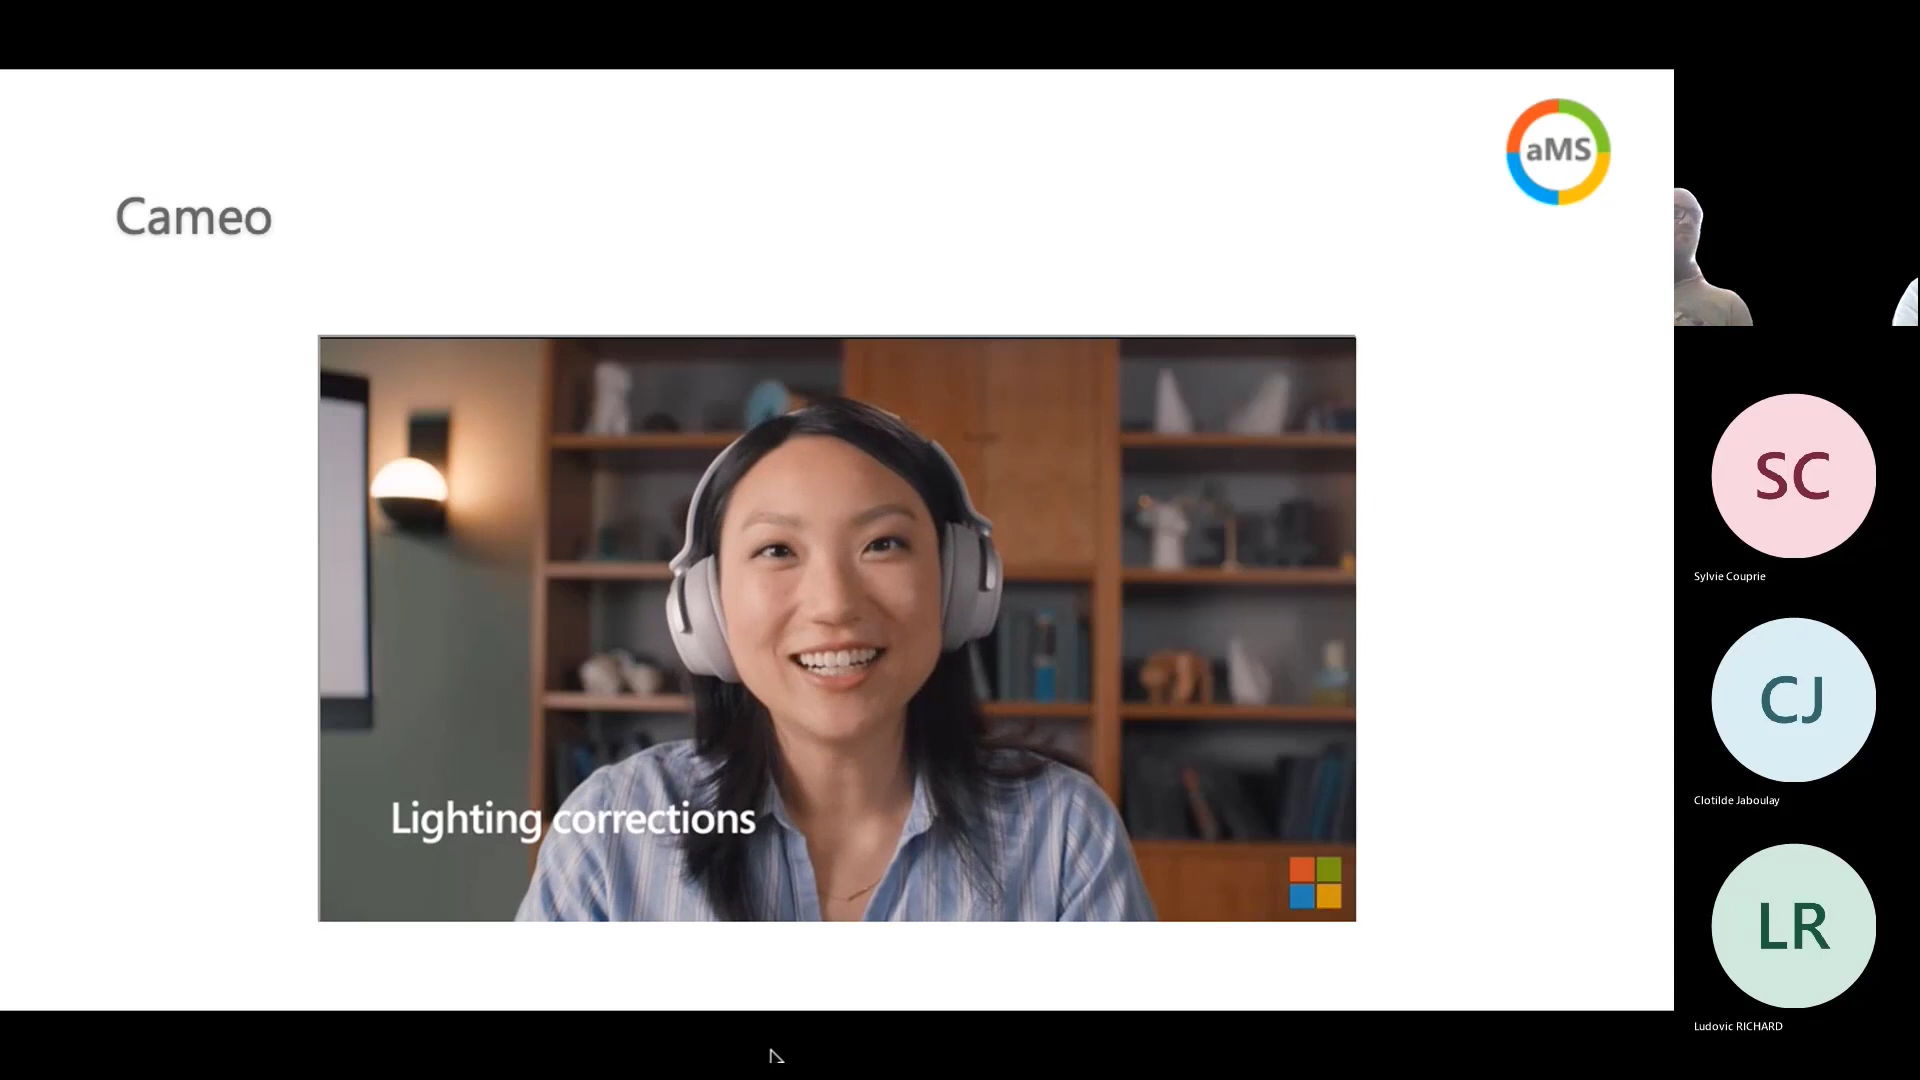 aMS
Cameo
Lighting corrections
SC
Sylvie Couprie
CJ
Clotilde Jaboulay
LR
Ludovic RICHARD